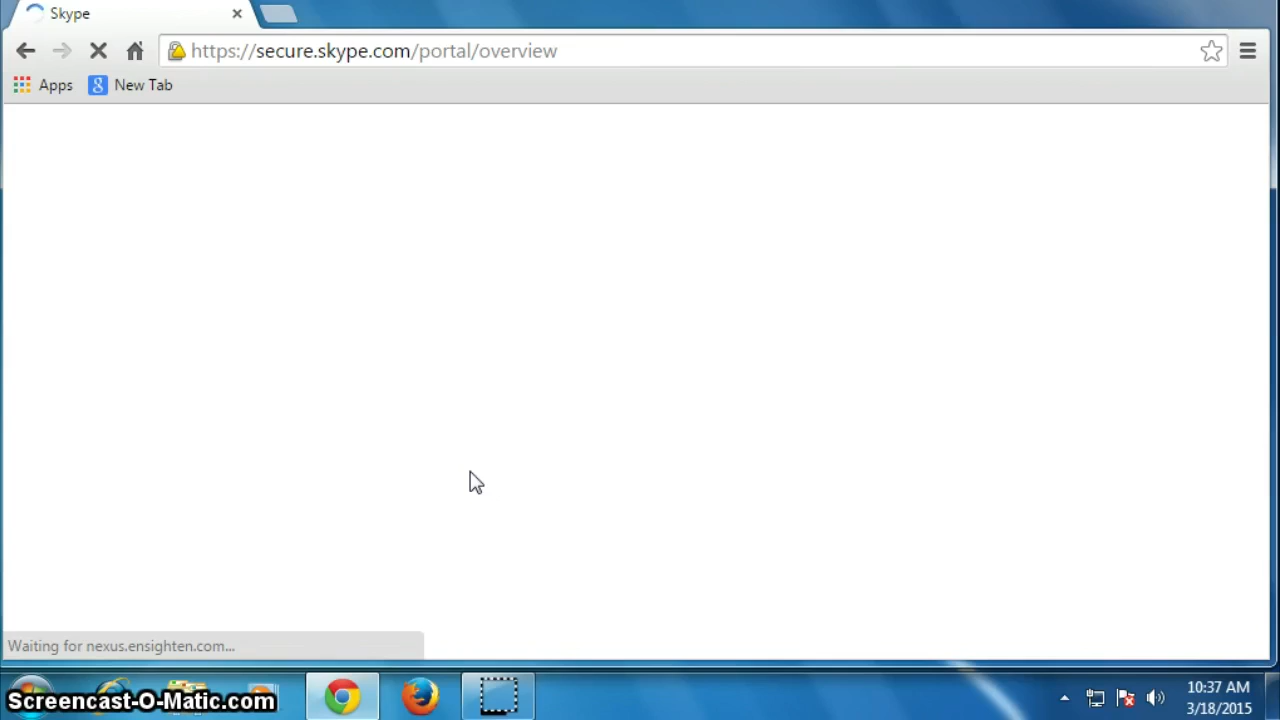 Skype
https://secure.skype.com/portal/overview
Apps
8 New Tab
Waiting for nexus.ensighten.com...
Screencast-O-Matic.com
10:37 AM
3/18/2015